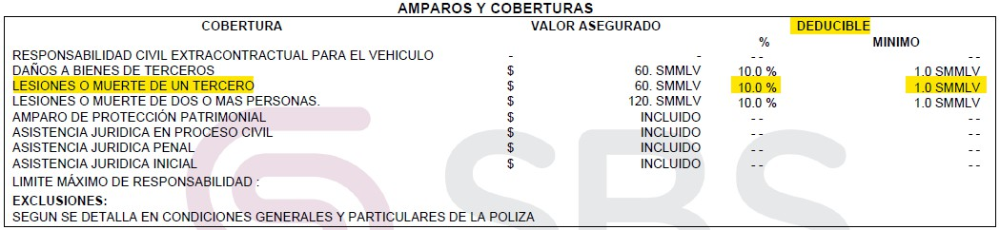 AMPAROS Y COBERTURAS
COBERTURA VALOR ASEGURADO DEDUCIBLE
% MINIMO
RESPONSABILIDAD CIVIL EXTRACONTRACTUAL PARA EL VEHICULO - - - - - -
DAÑOS A BIENES DE TERCEROS $ 60. SMMLV 10.0 % 1.0 SMMLV
LESIONES O MUERTE DE UN TERCERO $ 60. SMMLV 10.0 % 1.0 SMMLV
LESIONES O MUERTE DE DOS O MAS PERSONAS. $ 120. SMMLV 10.0 % 1.0 SMMLV
AMPARO DE PROTECCIÓN PATRIMONIAL $ INCLUIDO - - - -
ASISTENCIA JURIDICA EN PROCESO CIVIL $ INCLUIDO - - - -
ASISTENCIA JURIDICA PENAL $ INCLUIDO - - - -
ASISTENCIA JURIDICA INICIAL $ INCLUIDO - - - -
LIMITE MÁXIMO DE RESPONSABILIDAD :
EXCLUSIONES:
SEGUN SE DETALLA EN CONDICIONES GENERALES Y PARTICULARES DE LA POLIZA
SBS